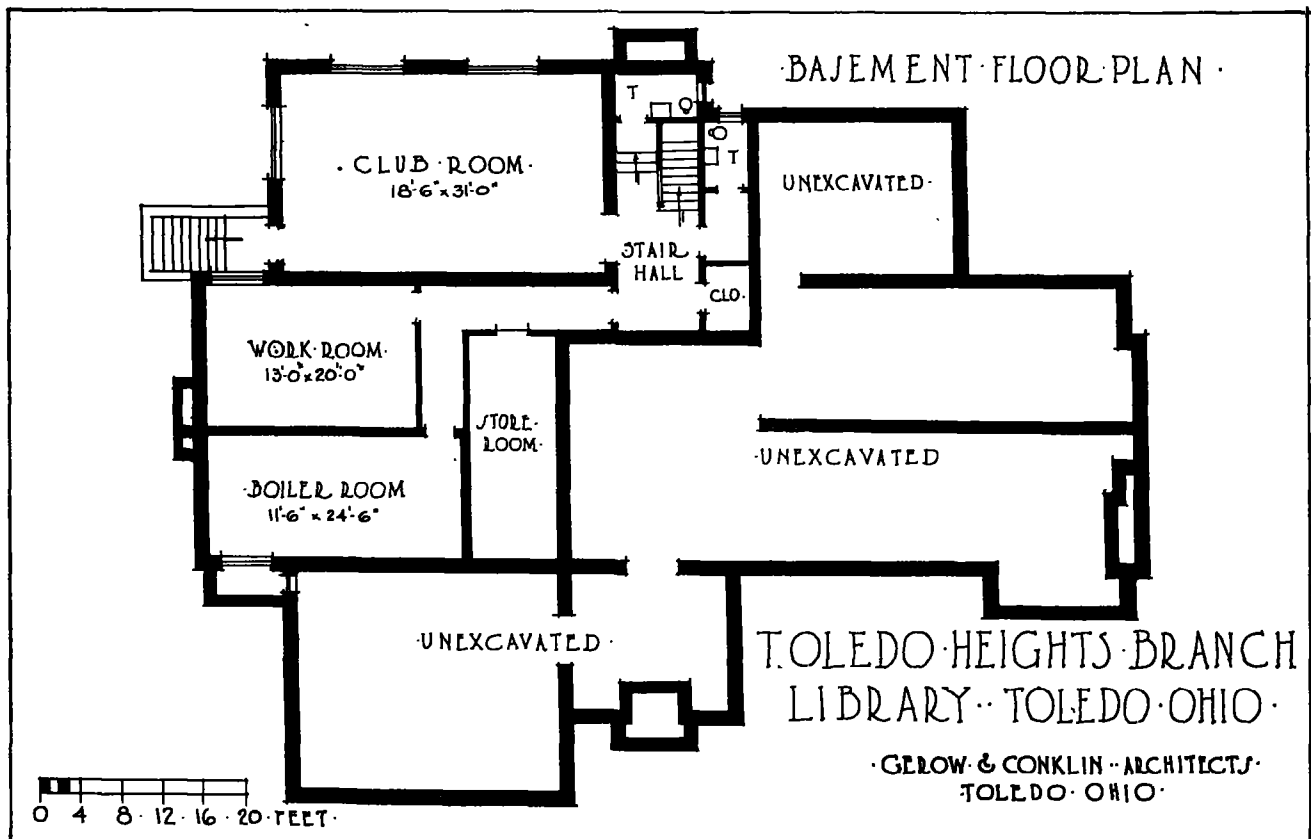 ·BASEMENT·FLOOR·PLAN·
T
T
·CLUB·ROOM·
18'-6" x 31'-0"
UNEXCAVATED·
STAIR
HALL
CLO.
WORK·ROOM·
13'-0" x 20'-0"
STORE·
ROOM·
·UNEXCAVATED
·BOILER ROOM
11'-6" x 24'-6"
·UNEXCAVATED·
TOLEDO·HEIGHTS·BRANCH
LIBRARY··TOLEDO·OHIO·
·GEROW·&·CONKLIN··ARCHITECTS·
·TOLEDO·OHIO·
0 4 8·12·16·20·FEET·